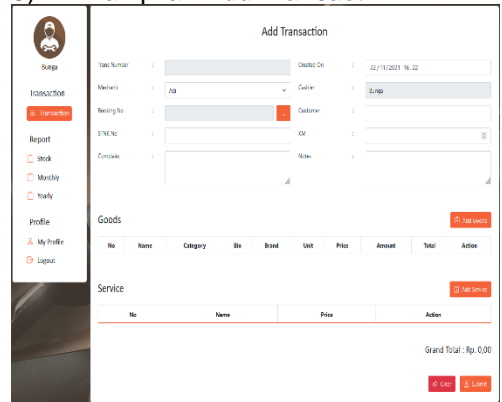 Add Transaction
Bunga
Transaction
Transaction
Report
Stock
Monthly
Yearly
Profile
My Profile
Logout
Trans Number :
Created On : 22/11/2021 16.22
Mechanic : Adi
Cashier : Bunga
Booking No :
Customer :
STNK No :
KM :
Complaint :
Notes :
Goods
Add Goods
No Name Category Bin Brand Unit Price Amount Total Action
Service
Add Service
No Name Price Action
Grand Total : Rp. 0,00
Clear Submit